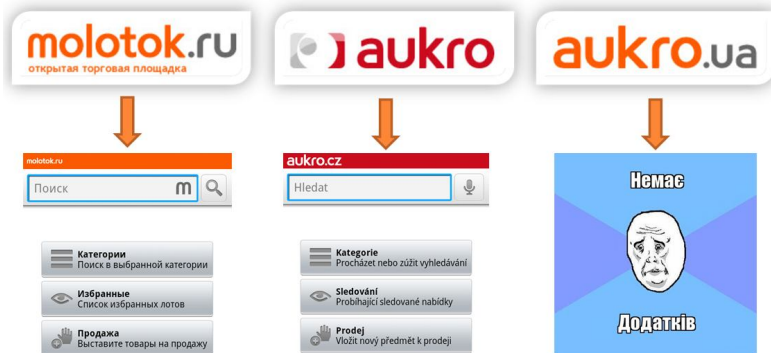 molotok.ru
открытая торговая площадка
aukro
aukro.ua
molotok.ru
Поиск
m
Категории
Поиск в выбранной категории
Избранные
Список избранных лотов
Продажа
Выставите товары на продажу
aukro.cz
Hledat
Kategorie
Procházet nebo zúžit vyhledávání
Sledování
Probíhající sledované nabídky
Prodej
Vložit nový předmět k prodeji
Немає
Додатків